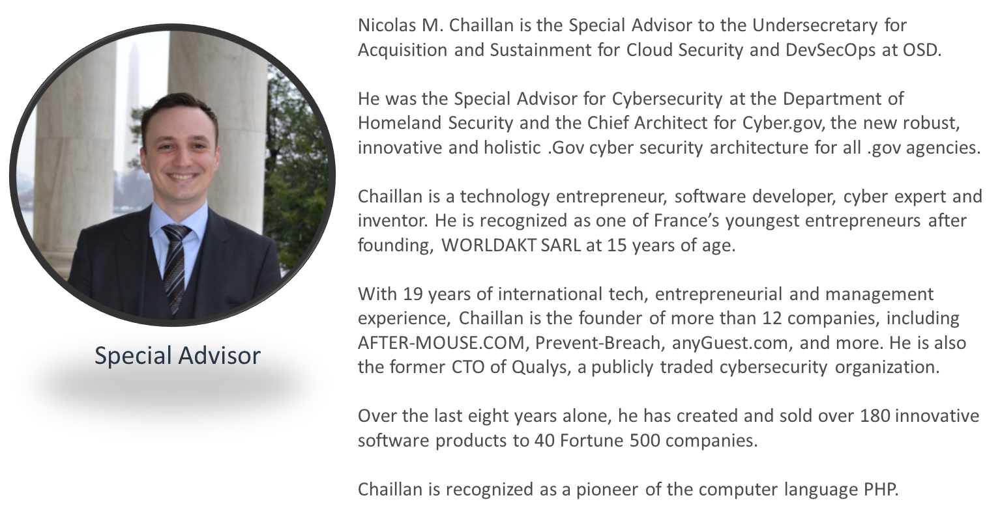 Nicolas M. Chaillan is the Special Advisor to the Undersecretary for
Acquisition and Sustainment for Cloud Security and DevSecOps at OSD.
He was the Special Advisor for Cybersecurity at the Department of
Homeland Security and the Chief Architect for Cyber.gov, the new robust,
innovative and holistic .Gov cyber security architecture for all .gov agencies.
Chaillan is a technology entrepreneur, software developer, cyber expert and
inventor. He is recognized as one of France’s youngest entrepreneurs after
founding, WORLDAKT SARL at 15 years of age.
With 19 years of international tech, entrepreneurial and management
experience, Chaillan is the founder of more than 12 companies, including
AFTER-MOUSE.COM, Prevent-Breach, anyGuest.com, and more. He is also
the former CTO of Qualys, a publicly traded cybersecurity organization.
Over the last eight years alone, he has created and sold over 180 innovative
software products to 40 Fortune 500 companies.
Chaillan is recognized as a pioneer of the computer language PHP.
Special Advisor